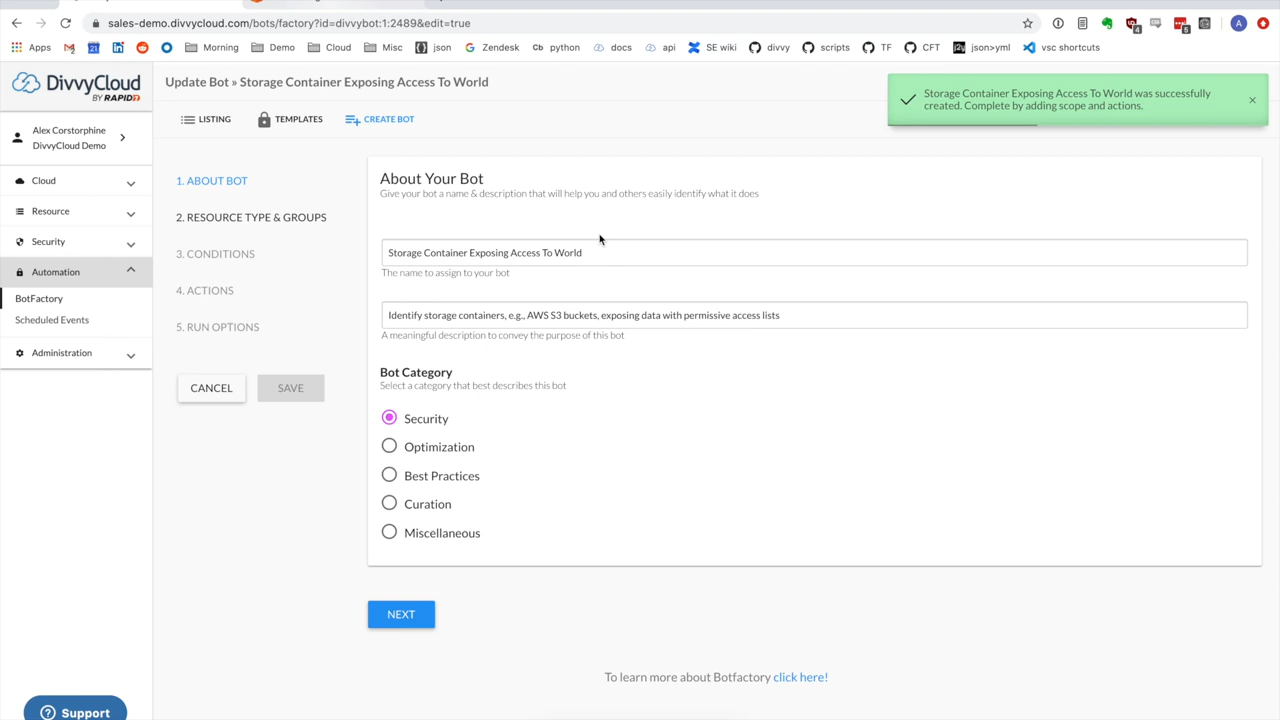 sales-demo.divvycloud.com/bots/factory?id=divvybot:1:2489&edit=true
4
5
A
Apps
21
Morning
Demo
Cloud
Misc
{ }
json
Zendesk
Cb
python
docs
api
SE wiki
divvy
scripts
TF
CFT
json>yml
vsc shortcuts
DivvyCloud
BY RAPID7
Update Bot » Storage Container Exposing Access To World
Storage Container Exposing Access To World was successfully
created. Complete by adding scope and actions.
LISTING
TEMPLATES
CREATE BOT
Alex Corstorphine
DivvyCloud Demo
Cloud
Resource
Security
Automation
BotFactory
Scheduled Events
Administration
1. ABOUT BOT
2. RESOURCE TYPE & GROUPS
3. CONDITIONS
4. ACTIONS
5. RUN OPTIONS
CANCEL
SAVE
About Your Bot
Give your bot a name & description that will help you and others easily identify what it does
Storage Container Exposing Access To World
The name to assign to your bot
Identify storage containers, e.g., AWS S3 buckets, exposing data with permissive access lists
A meaningful description to convey the purpose of this bot
Bot Category
Select a category that best describes this bot
Security
Optimization
Best Practices
Curation
Miscellaneous
NEXT
To learn more about Botfactory click here!
Support